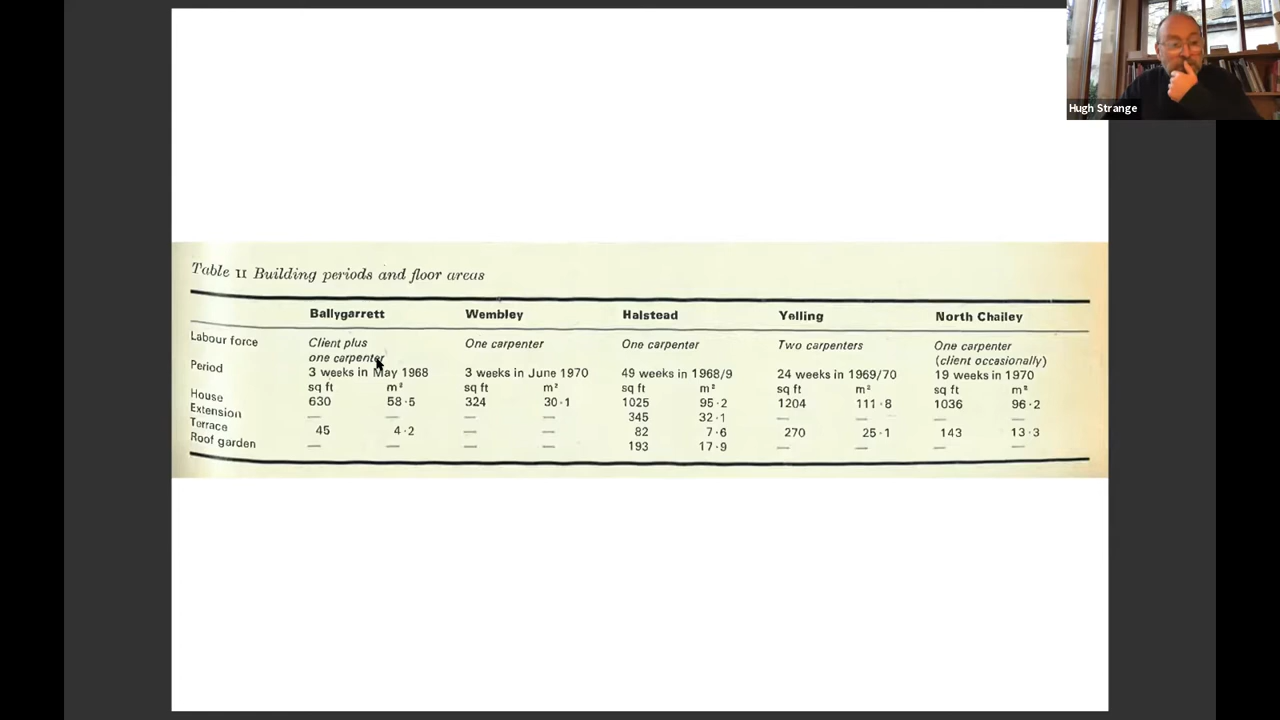 Hugh Strange
Table 11 Building periods and floor areas
Ballygarrett Wembley Halstead Yelling North Chailey
Labour force Client plus one carpenter One carpenter One carpenter Two carpenters One carpenter (client occasionally)
Period 3 weeks in May 1968 3 weeks in June 1970 49 weeks in 1968/9 24 weeks in 1969/70 19 weeks in 1970
sq ft m² sq ft m² sq ft m² sq ft m² sq ft m²
House 630 58·5 324 30·1 1025 95·2 1204 111·8 1036 96·2
Extension — — — — 345 32·1 — — — —
Terrace 45 4·2 — — 82 7·6 270 25·1 143 13·3
Roof garden — — — — 193 17·9 — — — —